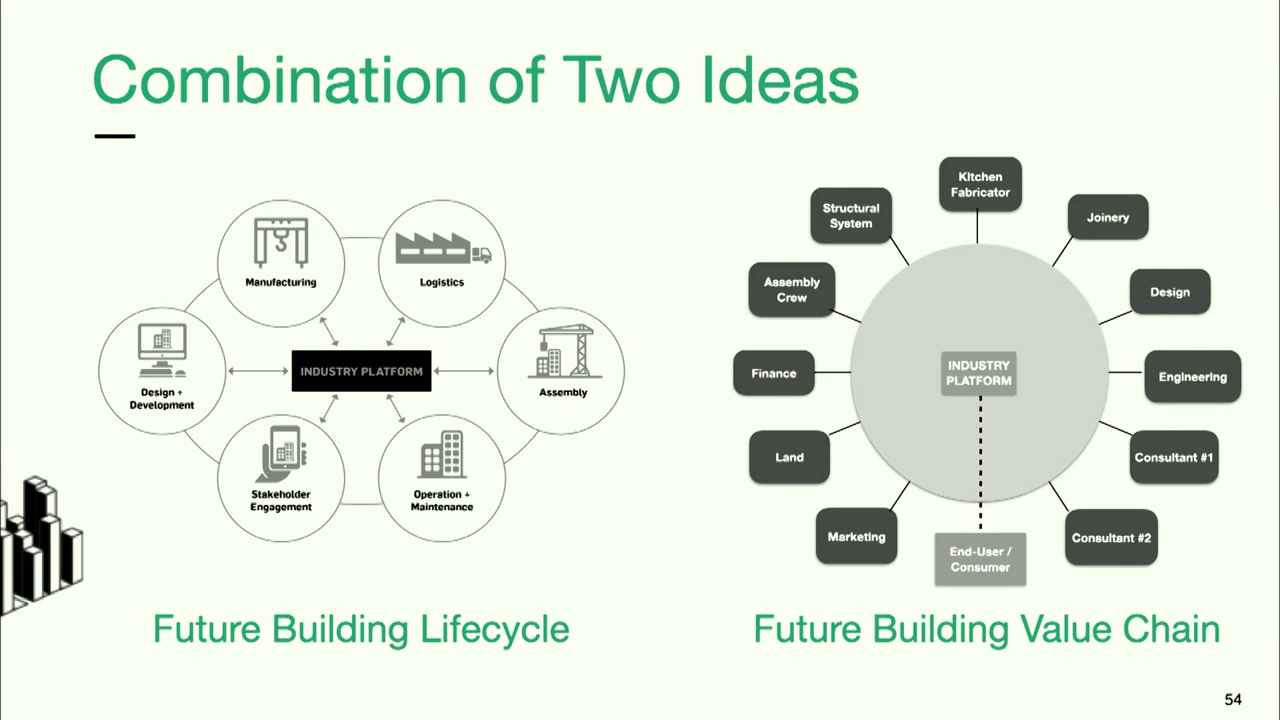 Combination of Two Ideas
Manufacturing
Logistics
Design +
Development
INDUSTRY PLATFORM
Assembly
Stakeholder
Engagement
Operation +
Maintenance
Future Building Lifecycle
Kitchen
Fabricator
Structural
System
Joinery
Assembly
Crew
Design
Finance
INDUSTRY
PLATFORM
Engineering
Land
Consultant #1
Marketing
End-User /
Consumer
Consultant #2
Future Building Value Chain
54